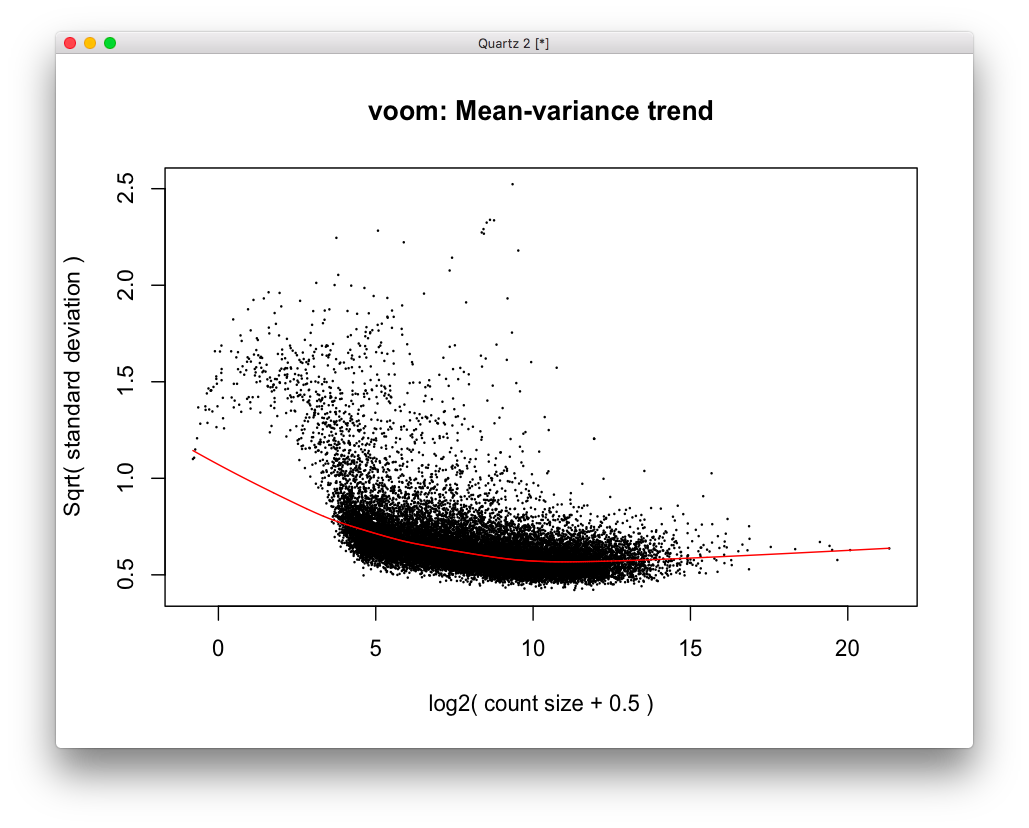 Quartz 2 [*]
voom: Mean-variance trend
Sqrt( standard deviation )
2.5
2.0
1.5
1.0
0.5
0 5 10 15 20
log2( count size + 0.5 )